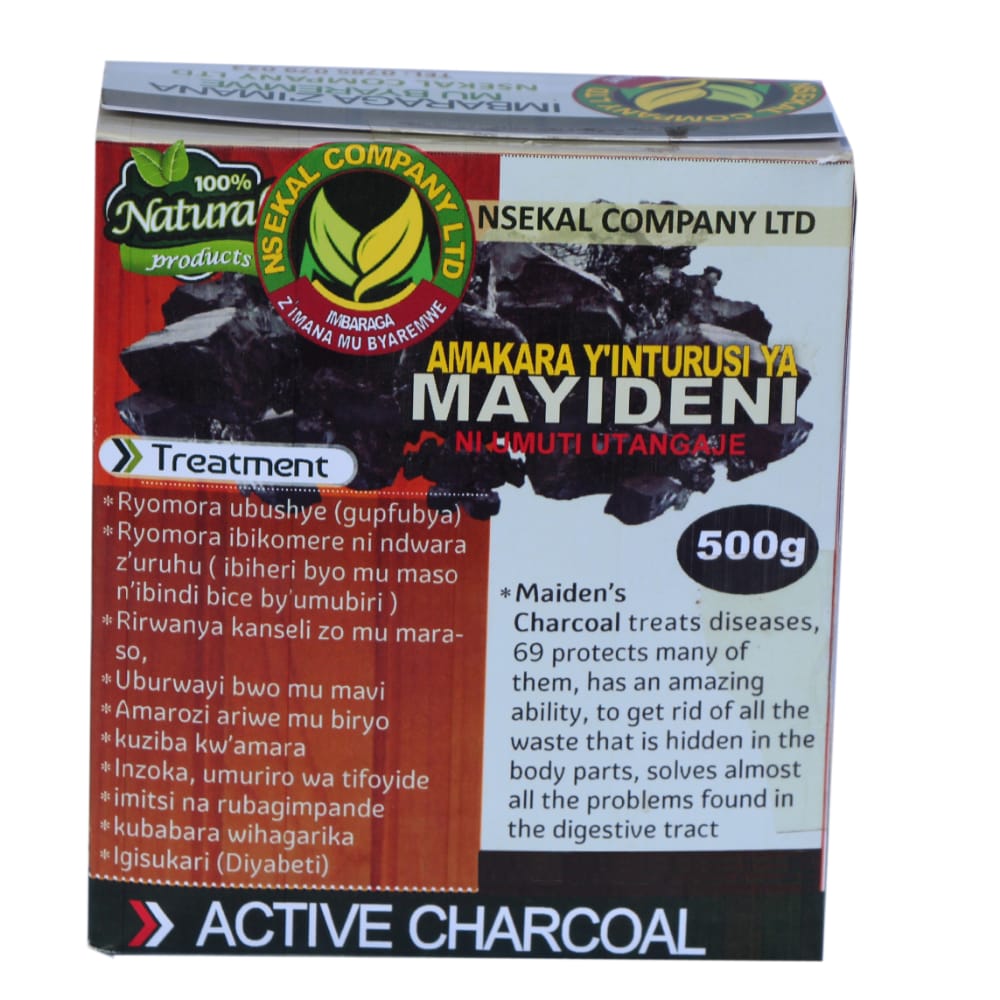 IMBARAGA Z'IMANA
MU BYAREMWE
NSEKAL COMPANY LTD
TEL: 0785 079 023
100%
Natural
products
NSEKAL COMPANY LTD
IMBARAGA
Z'IMANA MU BYAREMWE
NSEKAL COMPANY LTD
AMAKARA Y'INTURUSI YA
MAYIDENI
NI UMUTI UTANGAJE
Treatment
*Ryomora ubushye (gupfubya)
*Ryomora ibikomere ni ndwara
z'uruhu ( ibiheri byo mu maso
n'ibindi bice by'umubiri )
*Rirwanya kanseli zo mu mara-
so,
*Uburwayi bwo mu mavi
*Amarozi ariwe mu biryo
*kuziba kw'amara
*Inzoka, umuriro wa tifoyide
*imitsi na rubagimpande
*kubabara wihagarika
*Igisukari (Diyabeti)
500g
*Maiden's
Charcoal treats diseases,
69 protects many of
them, has an amazing
ability, to get rid of all the
waste that is hidden in the
body parts, solves almost
all the problems found in
the digestive tract
ACTIVE CHARCOAL